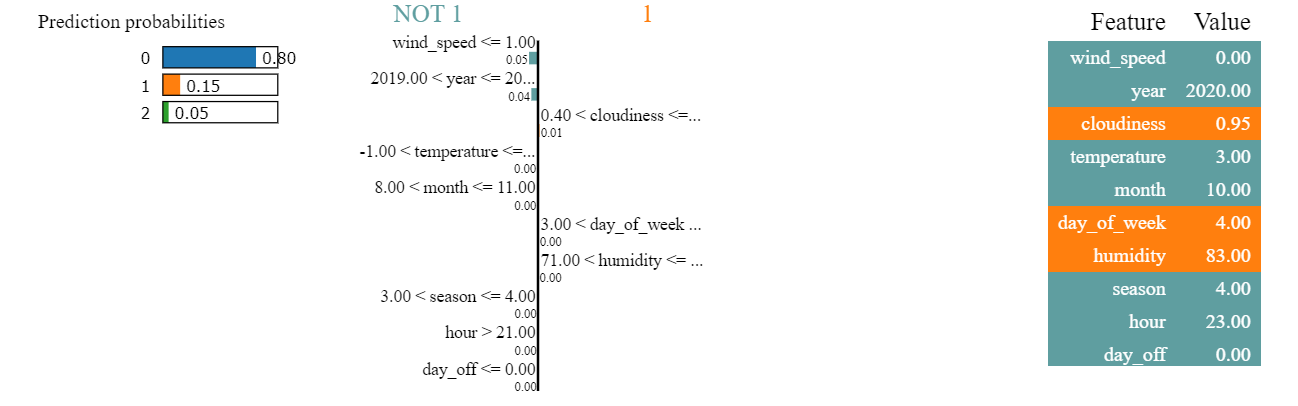 Prediction probabilities
0 0.80
1 0.15
2 0.05
NOT 1 1
wind_speed <= 1.00
0.05
2019.00 < year <= 20...
0.04
0.40 < cloudiness <=...
0.01
-1.00 < temperature <=...
0.00
8.00 < month <= 11.00
0.00
3.00 < day_of_week ...
0.00
71.00 < humidity <= ...
0.00
3.00 < season <= 4.00
0.00
hour > 21.00
0.00
day_off <= 0.00
0.00
Feature Value
wind_speed 0.00
year 2020.00
cloudiness 0.95
temperature 3.00
month 10.00
day_of_week 4.00
humidity 83.00
season 4.00
hour 23.00
day_off 0.00